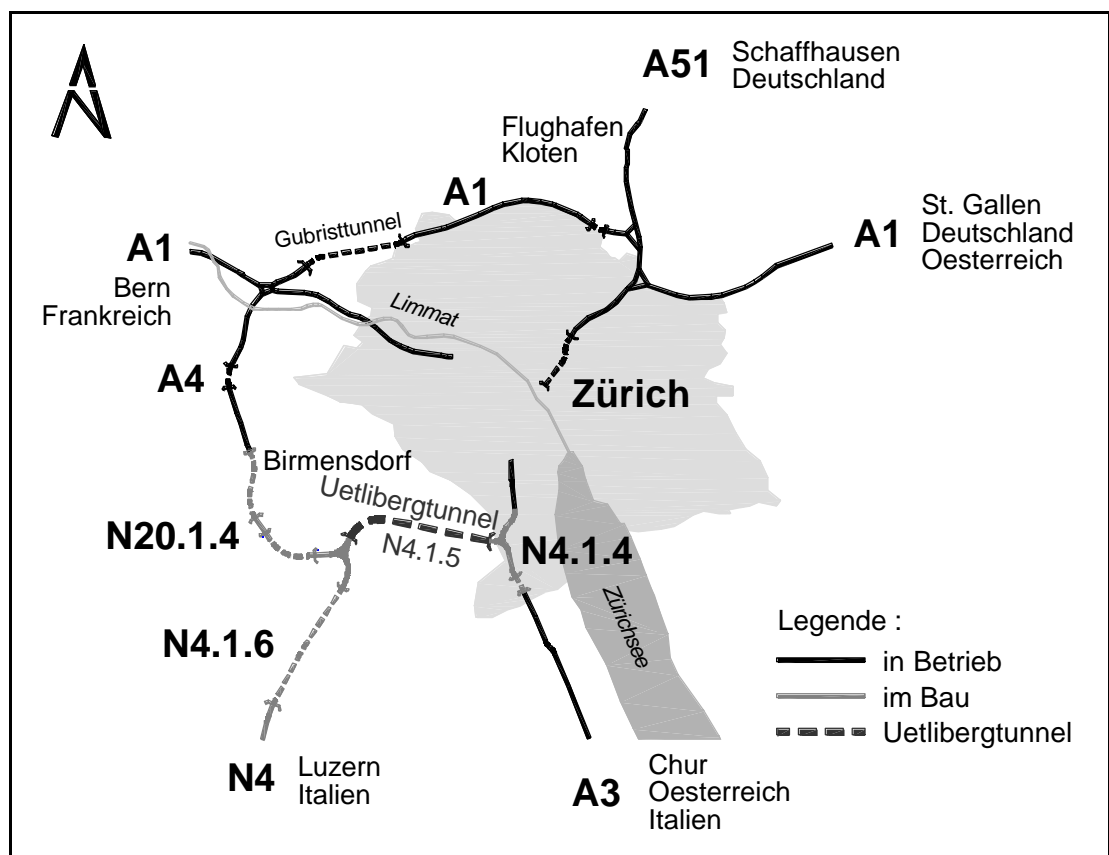 A51
Schaffhausen
Deutschland
Flughafen
Kloten
A1
St. Gallen
Deutschland
Oesterreich
A1
Gubristtunnel
A1
Bern
Frankreich
Limmat
A4
Zürich
Birmensdorf
Uetlibergtunnel
N20.1.4
N4.1.5
N4.1.4
Zürichsee
N4.1.6
Legende :
in Betrieb
im Bau
Uetlibergtunnel
N4
Luzern
Italien
A3
Chur
Oesterreich
Italien